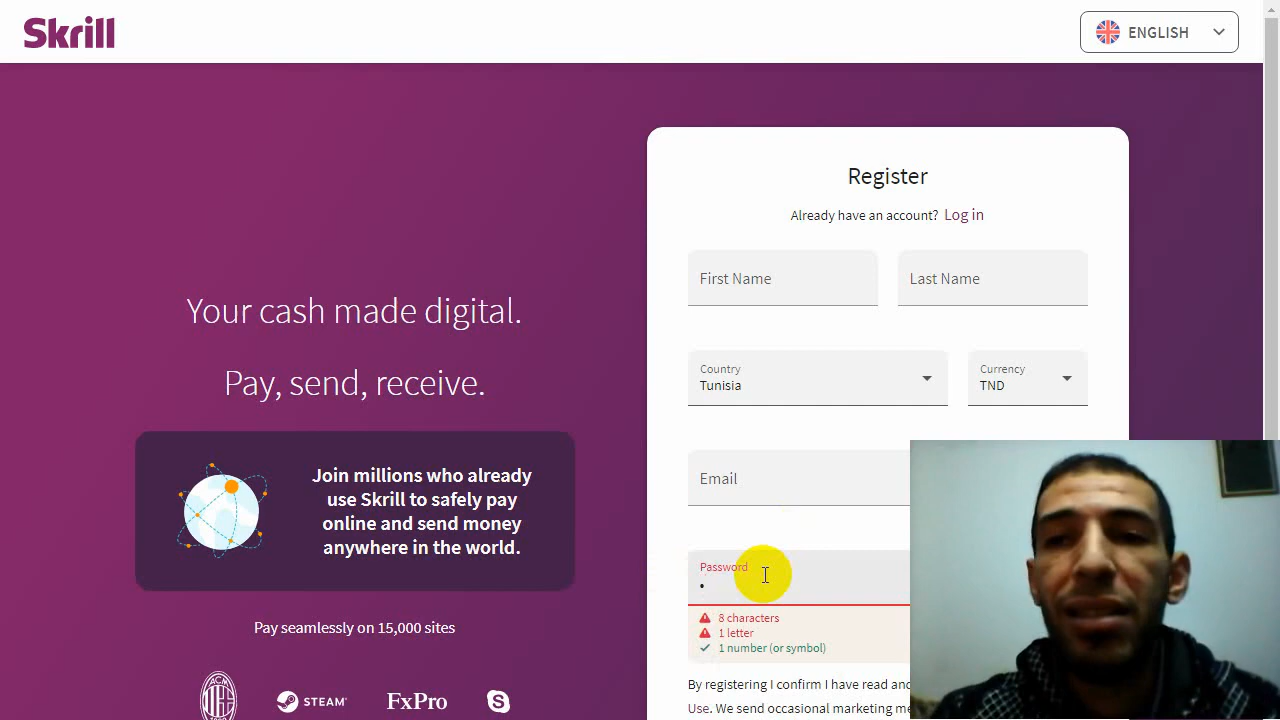 Skrill
ENGLISH
Register
Already have an account? Log in
First Name
Last Name
Your cash made digital.
Pay, send, receive.
Country
Tunisia
Currency
TND
Join millions who already
use Skrill to safely pay
online and send money
anywhere in the world.
Email
Password
8 characters
1 letter
1 number (or symbol)
Pay seamlessly on 15,000 sites
By registering I confirm I have read and
Use. We send occasional marketing me
ACM
STEAM
FxPro